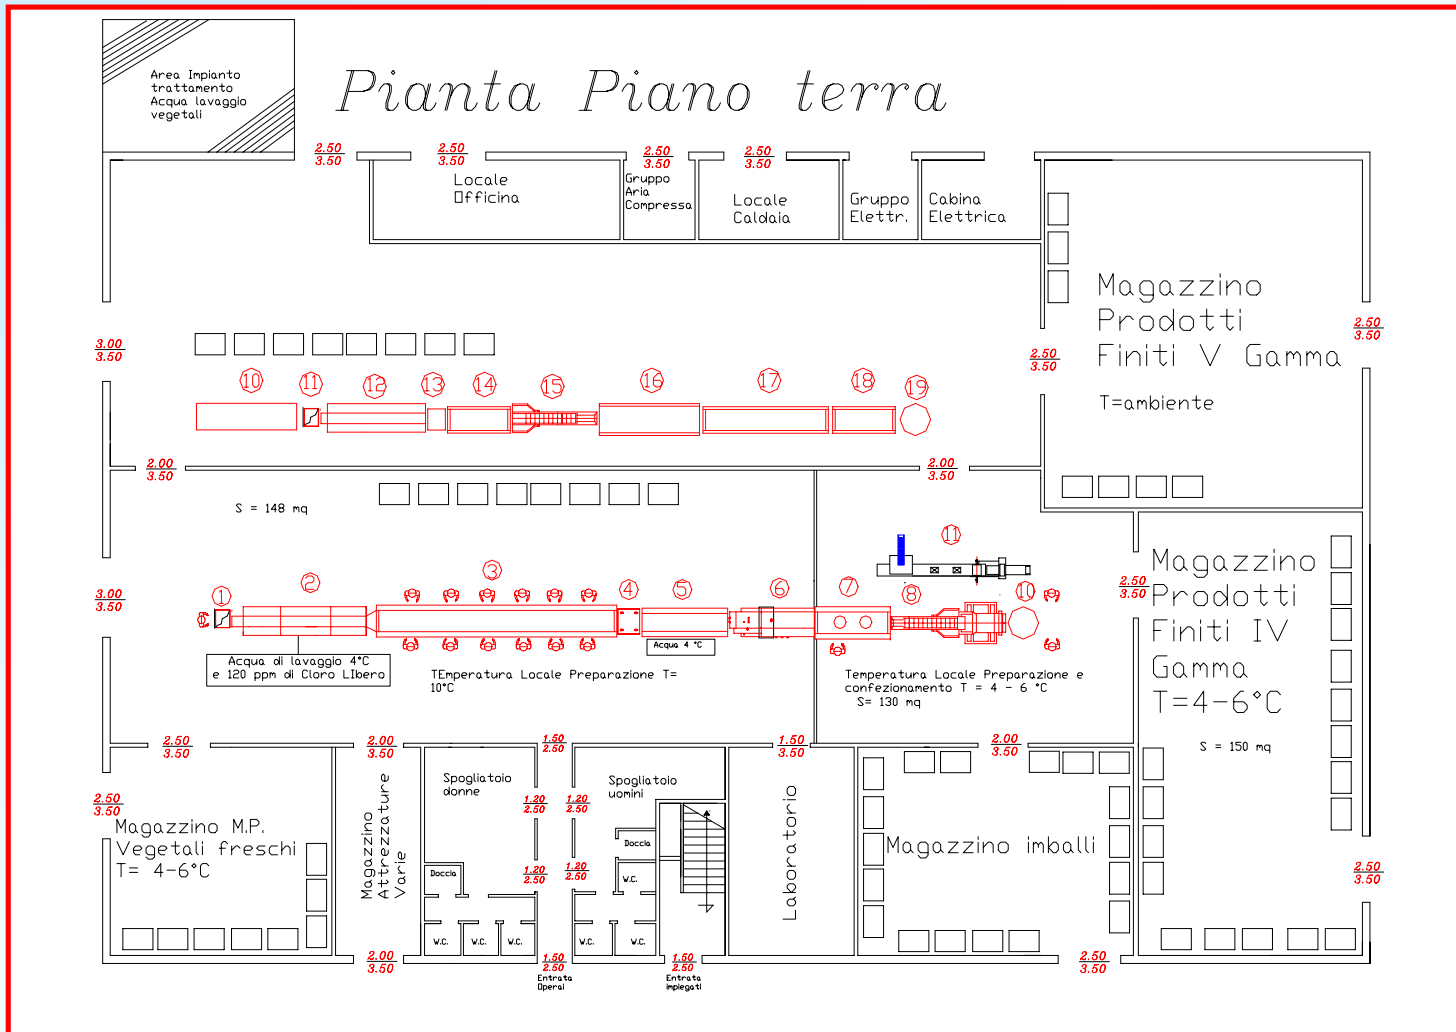 Area Impianto
trattamento
Acqua lavaggio
vegetali
Pianta Piano terra
2.50
3.50
2.50
3.50
2.50
3.50
2.50
3.50
Locale
Officina
Gruppo
Aria
Compressa
Locale
Caldaia
Gruppo
Elettr.
Cabina
Elettrica
Magazzino
Prodotti
Finiti V Gamma
T=ambiente
2.50
3.50
3.00
3.50
2.50
3.50
10
11
12
13
14
15
16
17
18
19
2.00
3.50
2.00
3.50
S = 148 mq
11
Magazzino
Prodotti
Finiti IV
Gamma
T=4-6°C
S = 150 mq
2.50
3.50
3.00
3.50
1
2
3
4
5
6
7
8
10
Acqua di lavaggio 4°C
e 120 ppm di Cloro LIbero
Acqua 4 °C
TEmperatura Locale Preparazione T=
10°C
Temperatura Locale Preparazione e
confezionamento T = 4 - 6 °C
S= 130 mq
2.50
3.50
2.00
3.50
1.50
2.50
1.50
3.50
2.00
3.50
2.50
3.50
Magazzino M.P.
Vegetali freschi
T= 4-6°C
Magazzino
Attrezzature
Varie
Spogliatoio
donne
Spogliatoio
uomini
1.20
2.50
1.20
2.50
1.20
2.50
1.20
2.50
Doccia
Doccia
W.C.
W.C.
W.C.
W.C.
W.C.
W.C.
Laboratorio
Magazzino imballi
2.50
3.50
2.00
3.50
1.50
2.50
1.50
2.50
2.50
3.50
Entrata
Operai
Entrata
Impiegati